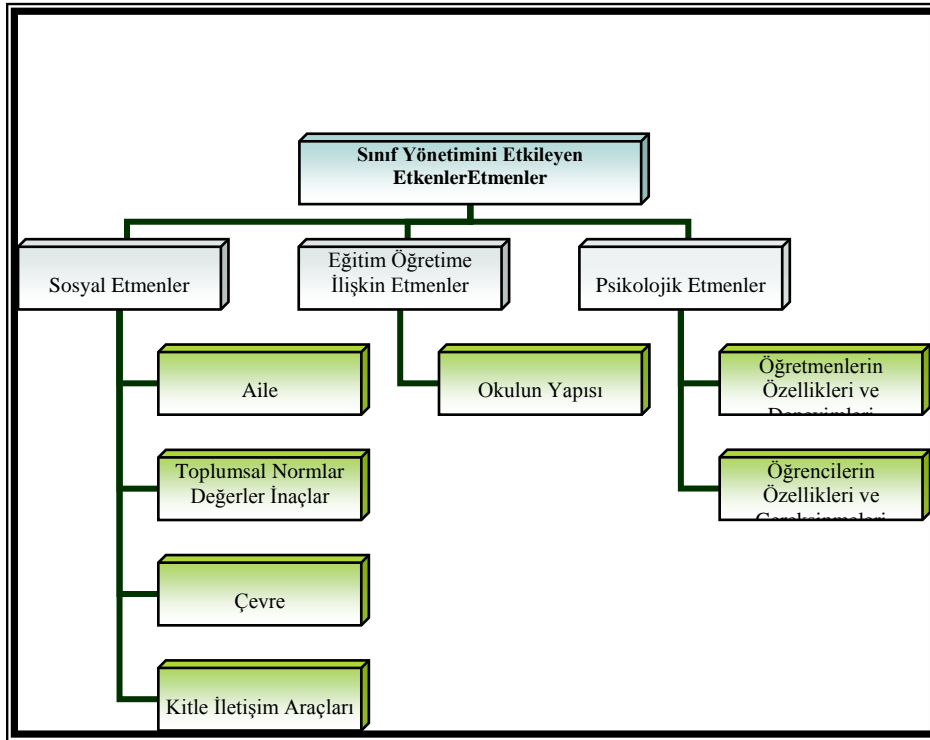 Sınıf Yönetimini Etkileyen
EtkenlerEtmenler
Sosyal Etmenler
Eğitim Öğretime
İlişkin Etmenler
Psikolojik Etmenler
Aile
Toplumsal Normlar
Değerler İnaçlar
Çevre
Kitle İletişim Araçları
Okulun Yapısı
Öğretmenlerin
Özellikleri ve
Öğrencilerin
Özellikleri ve